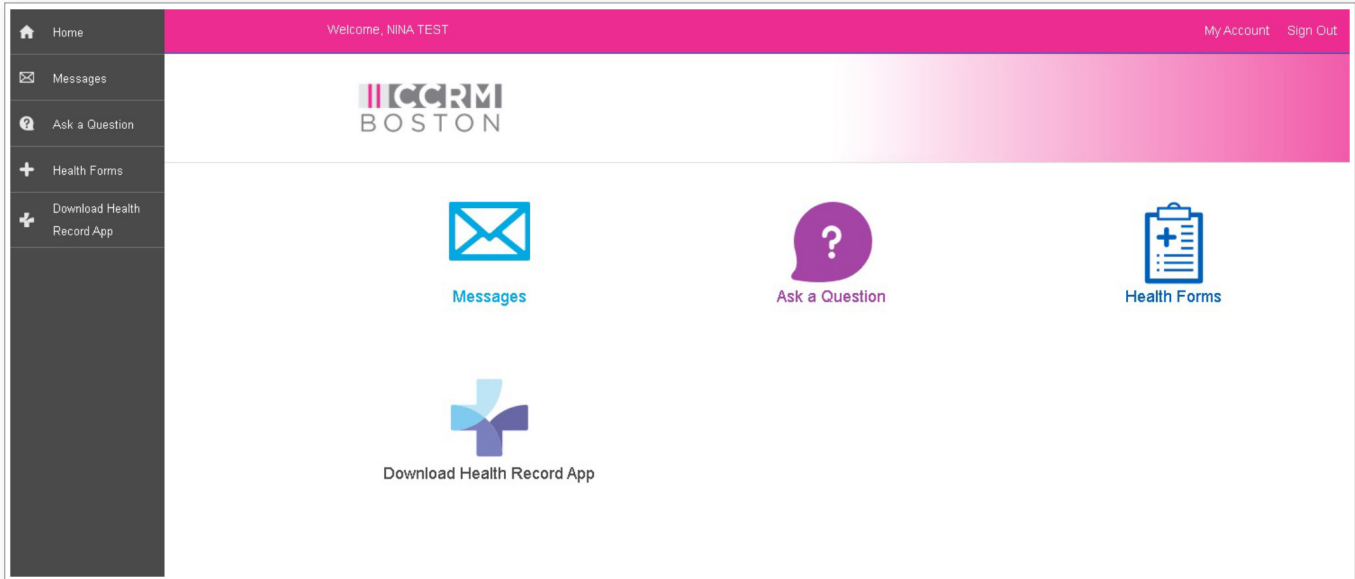 Home
Messages
Ask a Question
Health Forms
Download Health
Record App
Welcome, NINA TEST
My Account
Sign Out
CCRM
BOSTON
Messages
Ask a Question
Health Forms
Download Health Record App